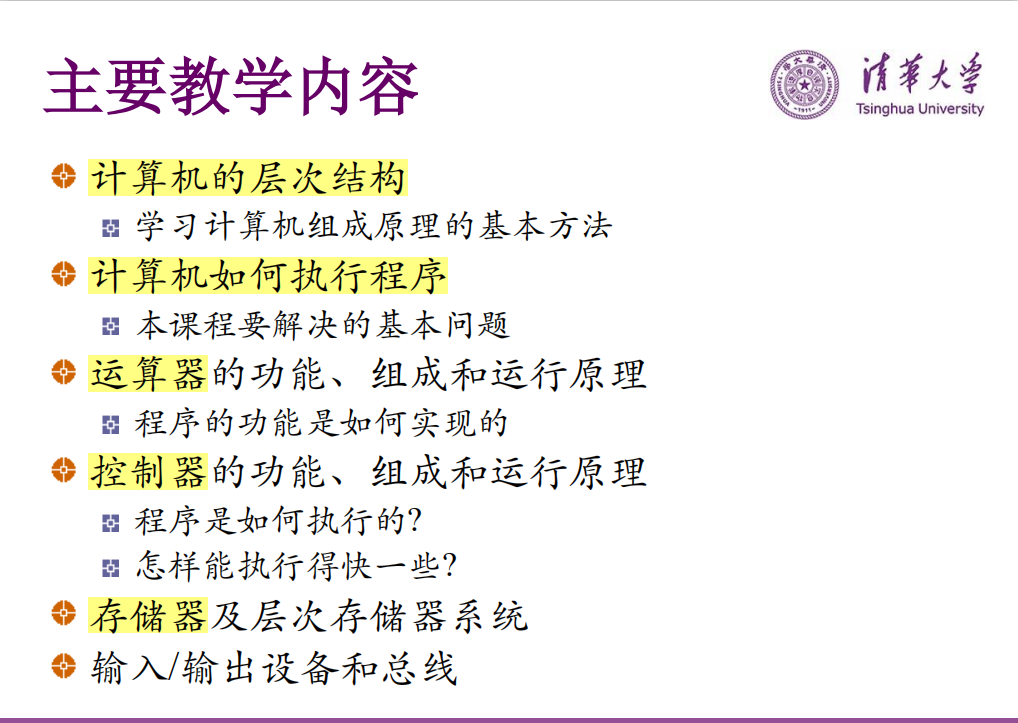 主要教学内容
清華大学
Tsinghua University
计算机的层次结构
学习计算机组成原理的基本方法
计算机如何执行程序
本课程要解决的基本问题
运算器的功能、组成和运行原理
程序的功能是如何实现的
控制器的功能、组成和运行原理
程序是如何执行的?
怎样能执行得快一些?
存储器及层次存储器系统
输入/输出设备和总线